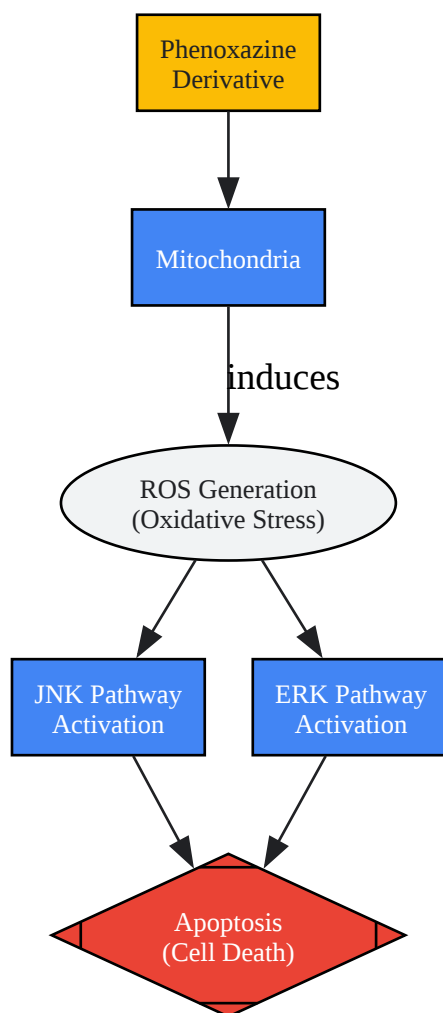 Phenoxazine
Derivative
Mitochondria
induces
ROS Generation
(Oxidative Stress)
JNK Pathway
Activation
ERK Pathway
Activation
Apoptosis
(Cell Death)